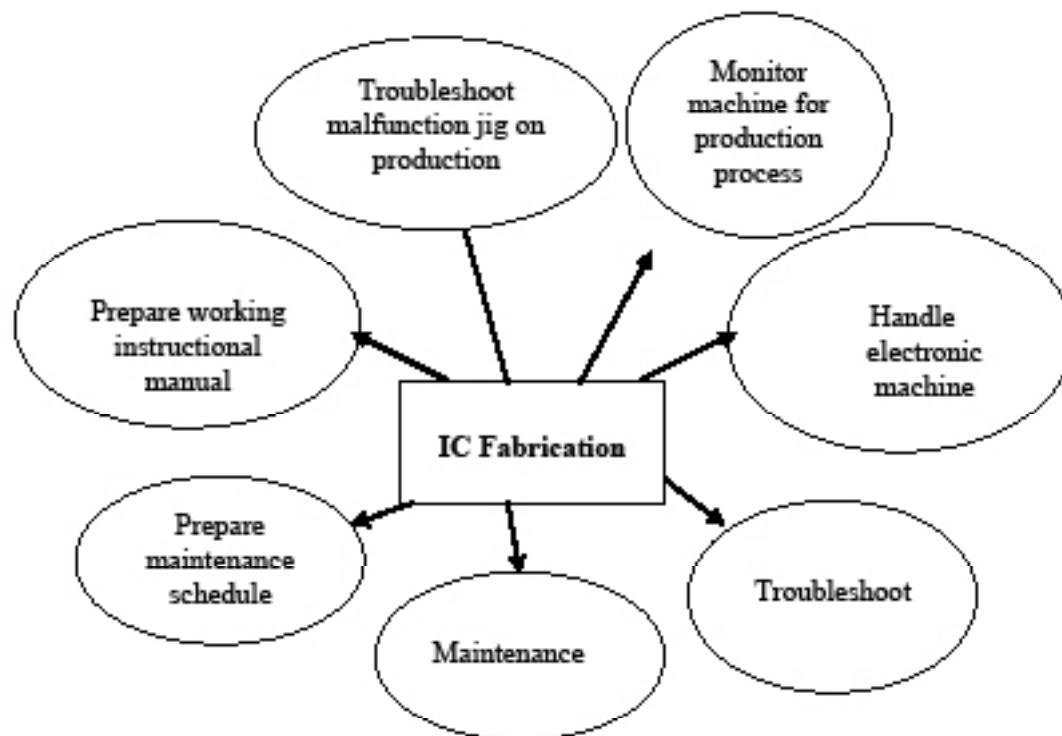 Troubleshoot
malfunction jig on
production
Monitor
machine for
production
process
Prepare working
instructional
manual
Handle
electronic
machine
IC Fabrication
Prepare
maintenance
schedule
Maintenance
Troubleshoot